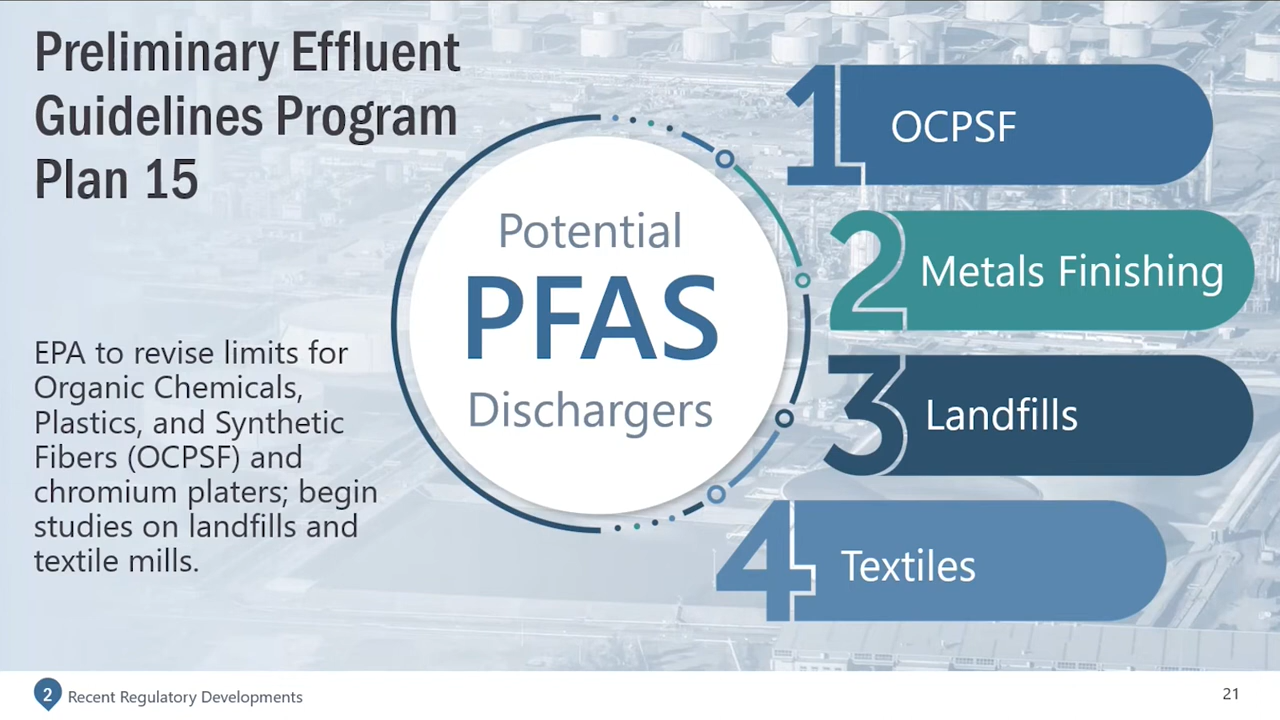 Preliminary Effluent
Guidelines Program
Plan 15
EPA to revise limits for
Organic Chemicals,
Plastics, and Synthetic
Fibers (OCPSF) and
chromium platers; begin
studies on landfills and
textile mills.
Potential
PFAS
Dischargers
1 OCPSF
2 Metals Finishing
3 Landfills
4 Textiles
2 Recent Regulatory Developments
21